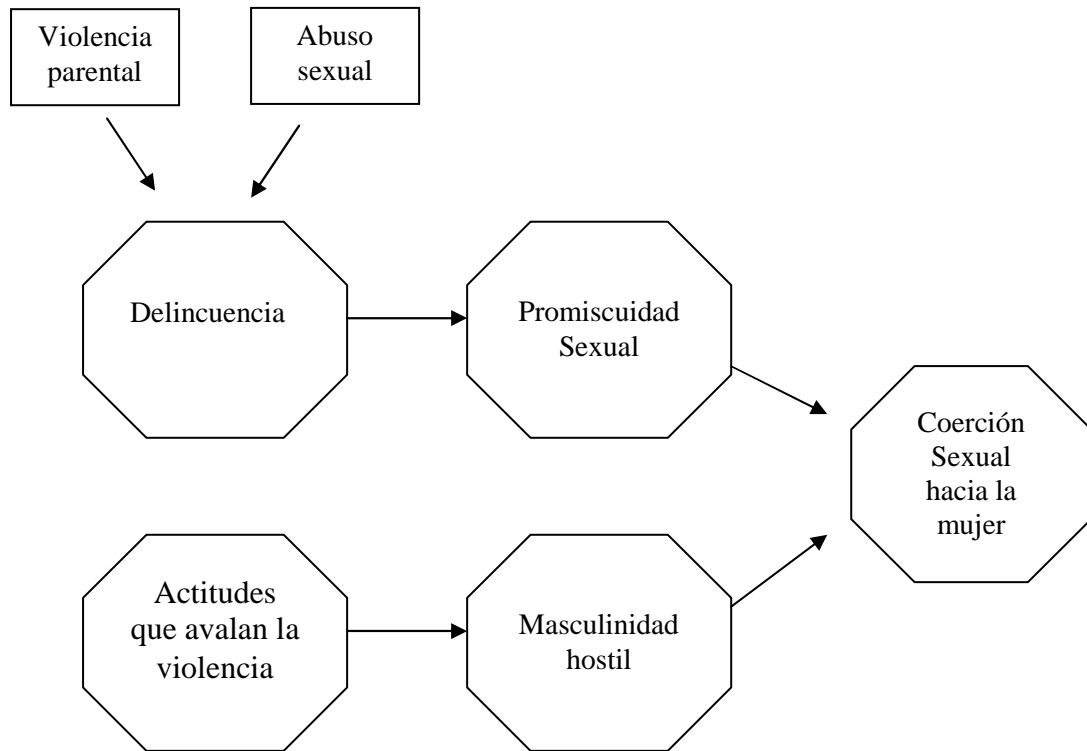 Violencia
parental
Abuso
sexual
Delincuencia
Promiscuidad
Sexual
Coerción
Sexual
hacia la
mujer
Actitudes
que avalan la
violencia
Masculinidad
hostil